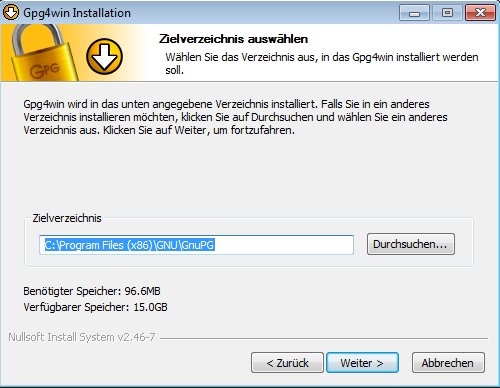 Gpg4win Installation
GPG
Zielverzeichnis auswählen
Wählen Sie das Verzeichnis aus, in das Gpg4win installiert werden
soll.
Gpg4win wird in das unten angegebene Verzeichnis installiert. Falls Sie in ein anderes
Verzeichnis installieren möchten, klicken Sie auf Durchsuchen und wählen Sie ein anderes
Verzeichnis aus. Klicken Sie auf Weiter, um fortzufahren.
Zielverzeichnis
C:\Program Files (x86)\GNU\GnuPG
Durchsuchen...
Benötigter Speicher: 96.6MB
Verfügbarer Speicher: 15.0GB
Nullsoft Install System v2.46-7
< Zurück
Weiter >
Abbrechen